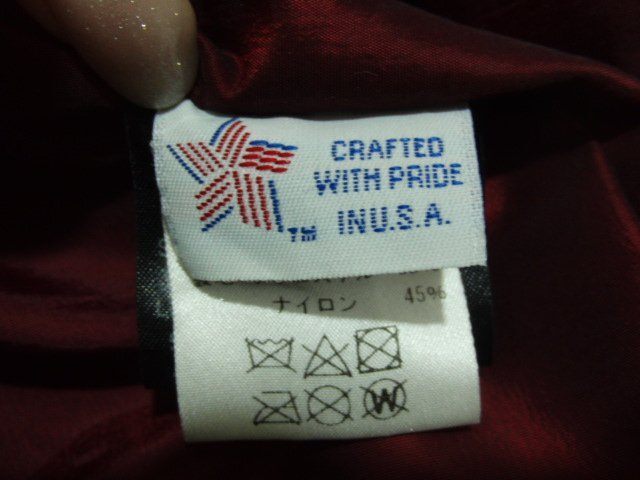 CRAFTED
WITH PRIDE
IN U.S.A.
TM
ナイロン 45%
W